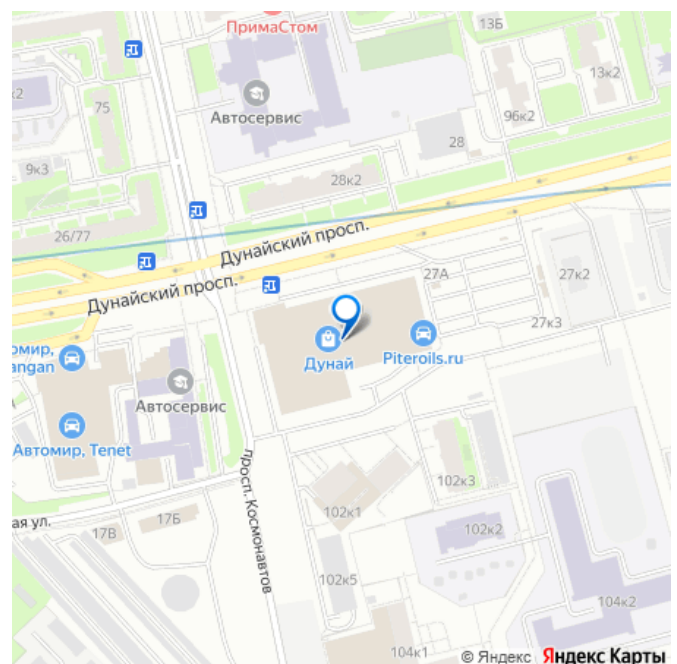 ПримаСтом
13Б
к2
75
Автосервис
13к2
96к2
28
9к3
28к2
26/77
Дунайский просп.
Дунайский просп.
27А
27к2
27к3
омир,
angan
Дунай
Piteroils.ru
Автосервис
Автомир, Tenet
просп. Космонавтов
102к3
ая ул.
17В
17Б
102к1
102к2
102к5
104к2
104к1
© Яндекс Яндекс Карты